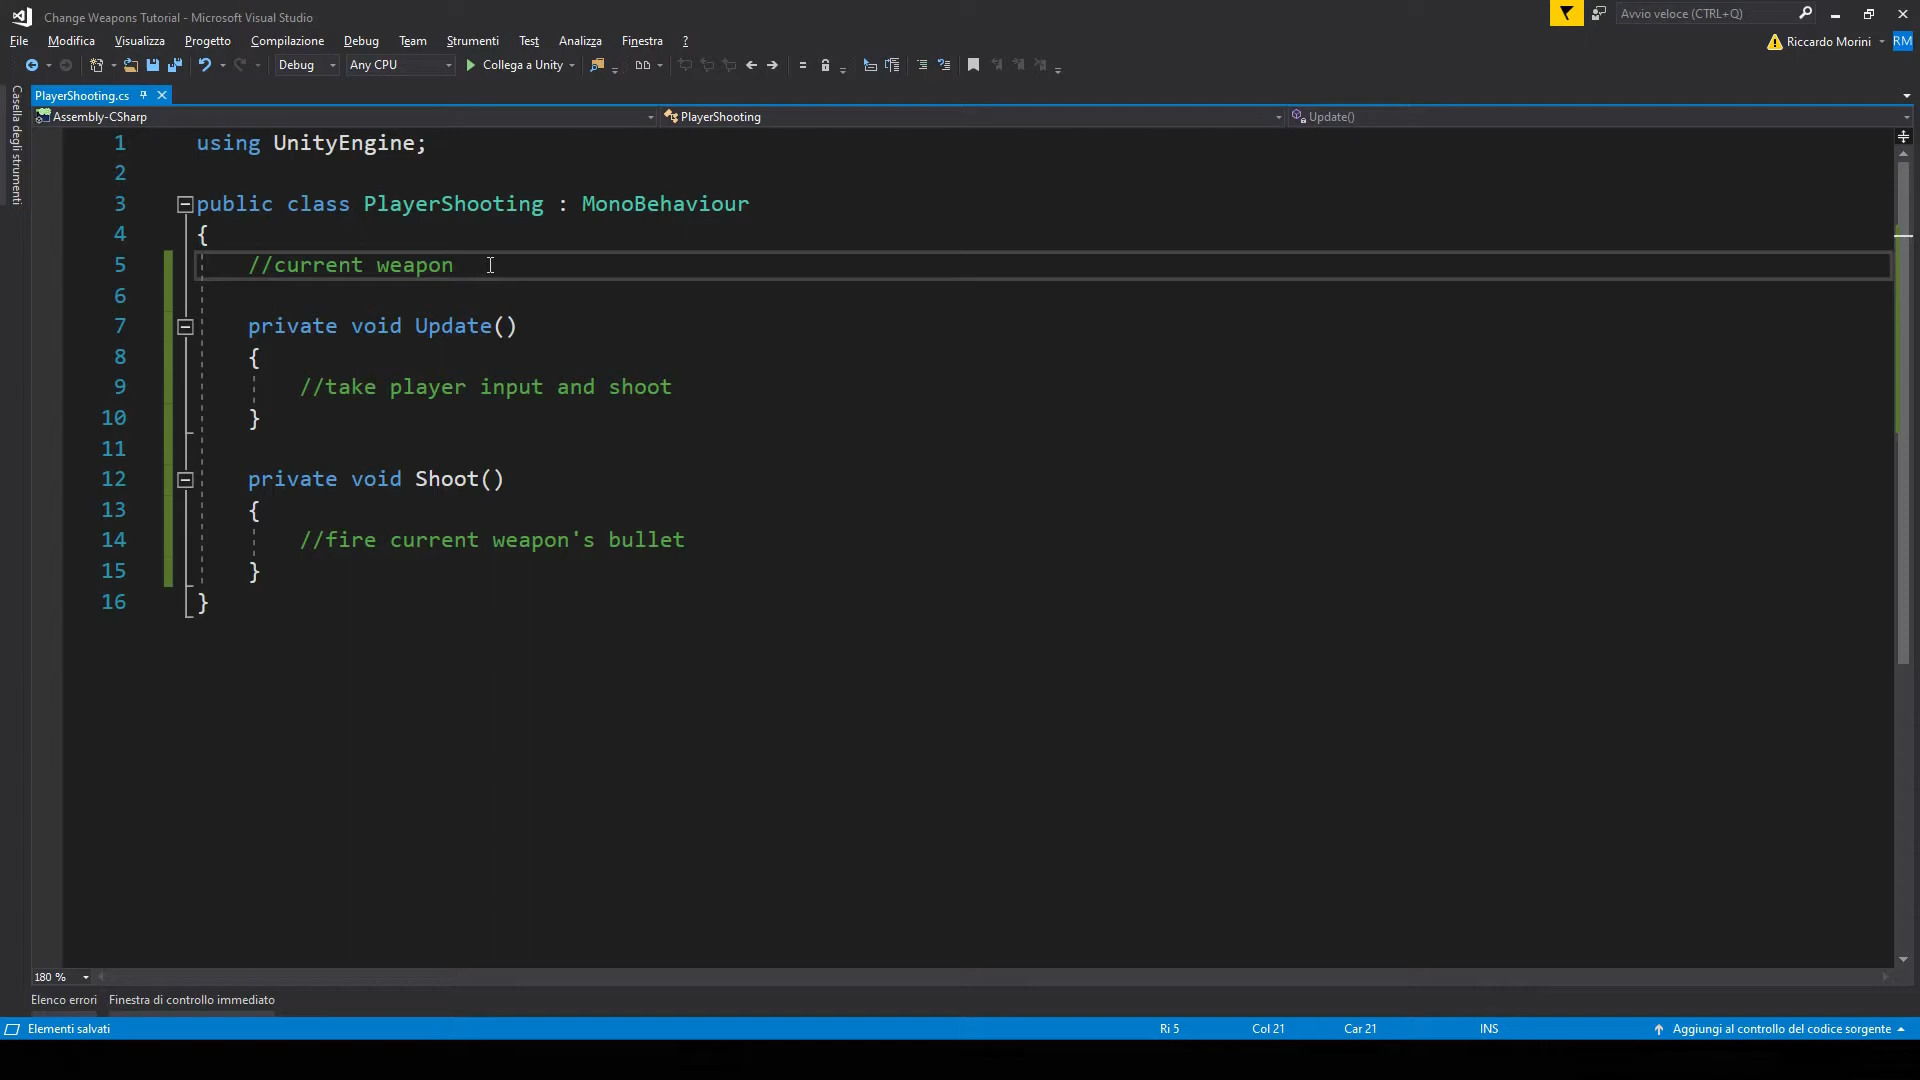 Change Weapons Tutorial - Microsoft Visual Studio
Avvio veloce (CTRL+Q)
File Modifica Visualizza Progetto Compilazione Debug Team Strumenti Test Analizza Finestra ?
Riccardo Morini RM
Debug Any CPU Collega a Unity
Casella degli strumenti
PlayerShooting.cs
Assembly-CSharp PlayerShooting Update()
1 using UnityEngine;
2
3 public class PlayerShooting : MonoBehaviour
4 {
5 //current weapon
6
7 private void Update()
8 {
9 //take player input and shoot
10 }
11
12 private void Shoot()
13 {
14 //fire current weapon's bullet
15 }
16 }
180 %
Elenco errori Finestra di controllo immediato
Elementi salvati Ri 5 Col 21 Car 21 INS Aggiungi al controllo del codice sorgente